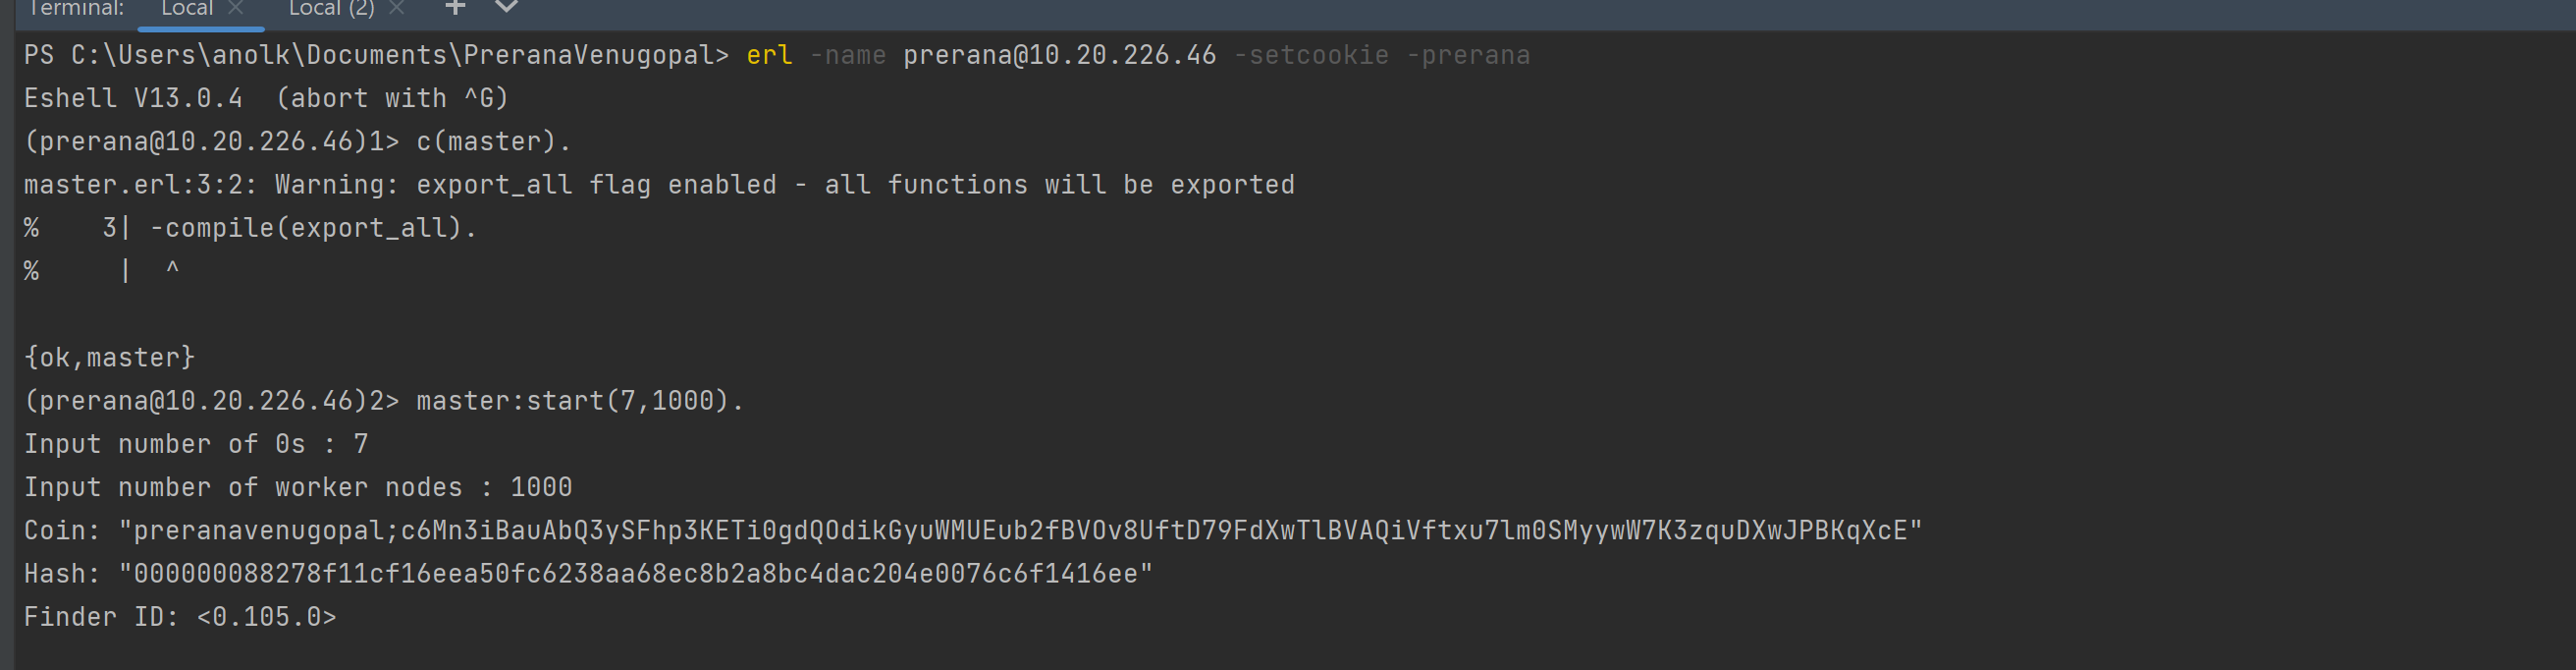 Terminal: Local × Local (2) × +
PS C:\Users\anolk\Documents\PreranaVenugopal> erl -name prerana@10.20.226.46 -setcookie -prerana
Eshell V13.0.4  (abort with ^G)
(prerana@10.20.226.46)1> c(master).
master.erl:3:2: Warning: export_all flag enabled - all functions will be exported
%    3| -compile(export_all).
%     |  ^
{ok,master}
(prerana@10.20.226.46)2> master:start(7,1000).
Input number of 0s : 7
Input number of worker nodes : 1000
Coin: "preranavenugopal;c6Mn3iBauAbQ3ySFhp3KETi0gdQOdikGyuWMUEub2fBVOv8UftD79FdXwTlBVAQiVftxu7lm0SMyywW7K3zquDXwJPBKqXcE"
Hash: "000000088278f11cf16eea50fc6238aa68ec8b2a8bc4dac204e0076c6f1416ee"
Finder ID: <0.105.0>